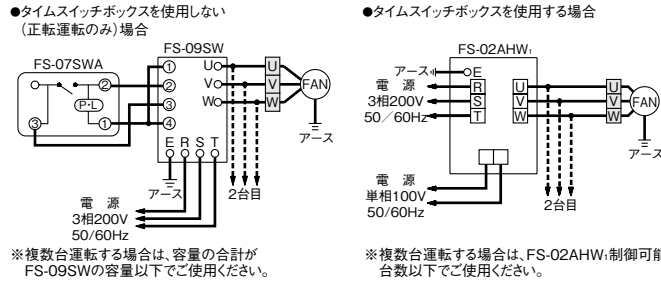 ●タイムスイッチボックスを使用しない
（正転運転のみ）場合
FS-07SWA
P・L
②
①
③
FS-09SW
①
②
③
④
U
V
W
E R S T
U
V
W
FAN
アース
アース
2台目
電 源
3相200V
50/60Hz
※複数台運転する場合は、容量の合計が
FS-09SWの容量以下でご使用ください。
●タイムスイッチボックスを使用する場合
FS-02AHW₁
アース
E
電 源
3相200V
50／60Hz
R
S
T
U
V
W
U
V
W
FAN
アース
2台目
電 源
単相100V
50/60Hz
※複数台運転する場合は、FS-02AHW₁制御可能
台数以下でご使用ください。